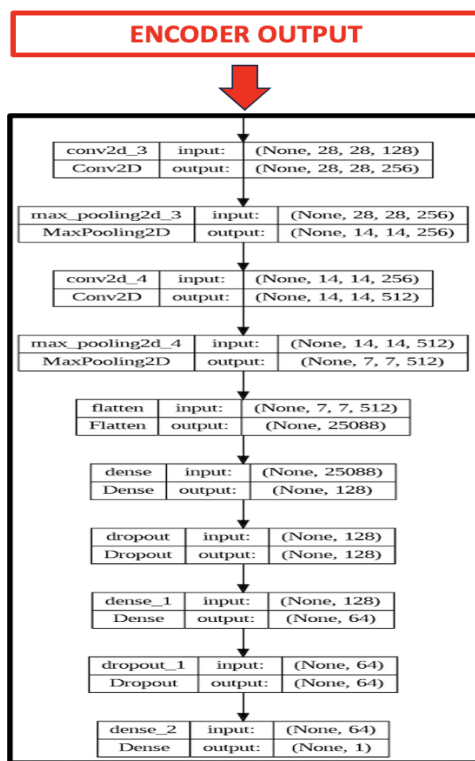 ENCODER OUTPUT
conv2d_3 input: (None, 28, 28, 128)
Conv2D output: (None, 28, 28, 256)
max_pooling2d_3 input: (None, 28, 28, 256)
MaxPooling2D output: (None, 14, 14, 256)
conv2d_4 input: (None, 14, 14, 256)
Conv2D output: (None, 14, 14, 512)
max_pooling2d_4 input: (None, 14, 14, 512)
MaxPooling2D output: (None, 7, 7, 512)
flatten input: (None, 7, 7, 512)
Flatten output: (None, 25088)
dense input: (None, 25088)
Dense output: (None, 128)
dropout input: (None, 128)
Dropout output: (None, 128)
dense_1 input: (None, 128)
Dense output: (None, 64)
dropout_1 input: (None, 64)
Dropout output: (None, 64)
dense_2 input: (None, 64)
Dense output: (None, 1)